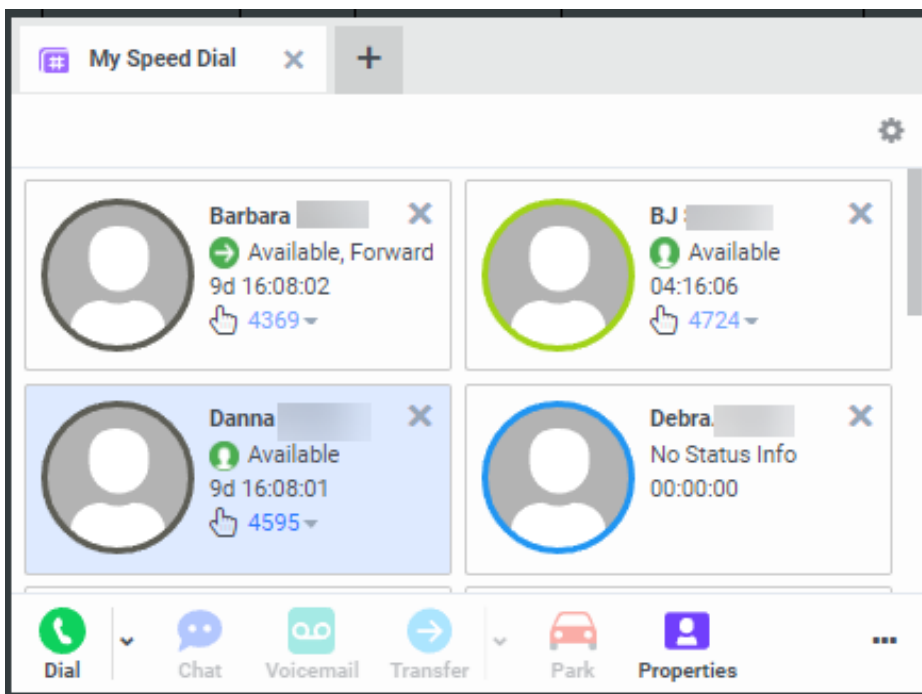 My Speed Dial
Barbara
Available, Forward
9d 16:08:02
4369
BJ
Available
04:16:06
4724
Danna
Available
9d 16:08:01
4595
Debra
No Status Info
00:00:00
Dial
Chat
Voicemail
Transfer
Park
Properties